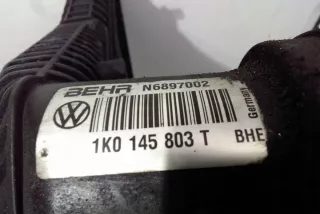 BEHR N6897002
Germany
1K0 145 803 T BHE